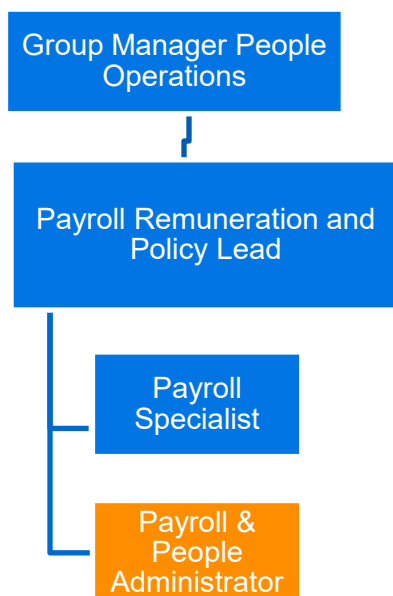 Group Manager People
Operations
Payroll Remuneration and
Policy Lead
Payroll
Specialist
Payroll &
People
Administrator